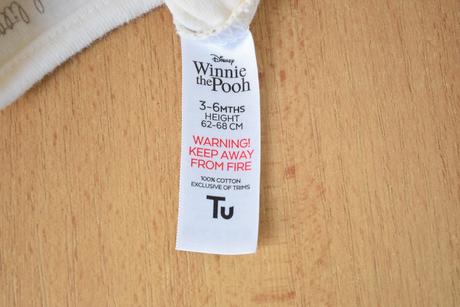 Disney
Winnie
the Pooh
3-6MTHS
HEIGHT
62-68 CM
WARNING!
KEEP AWAY
FROM FIRE
100% COTTON
EXCLUSIVE OF TRIMS
Tu